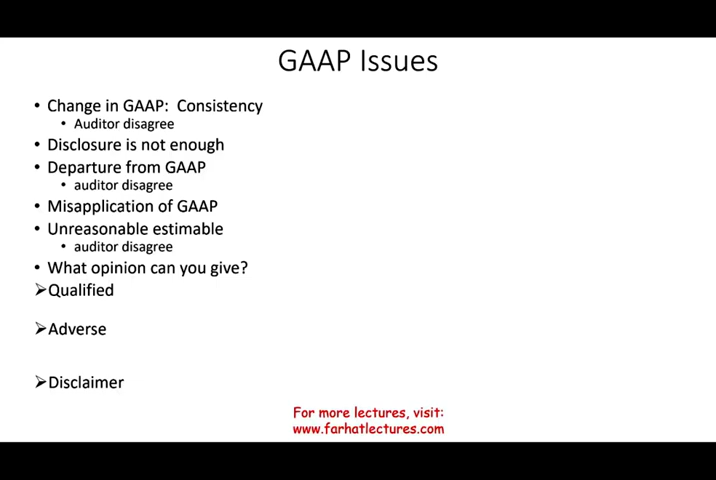 GAAP Issues
• Change in GAAP: Consistency
• Auditor disagree
• Disclosure is not enough
• Departure from GAAP
• auditor disagree
• Misapplication of GAAP
• Unreasonable estimable
• auditor disagree
• What opinion can you give?
➢Qualified
➢Adverse
➢Disclaimer
For more lectures, visit:
www.farhatlectures.com